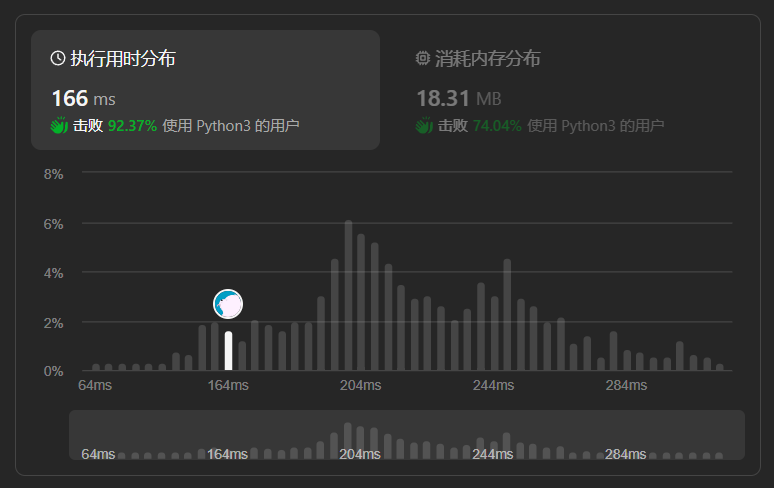 执行用时分布
166 ms
击败 92.37% 使用 Python3 的用户
消耗内存分布
18.31 MB
击败 74.04% 使用 Python3 的用户
8%
6%
4%
2%
0%
64ms 164ms 204ms 244ms 284ms
64ms 164ms 204ms 244ms 284ms